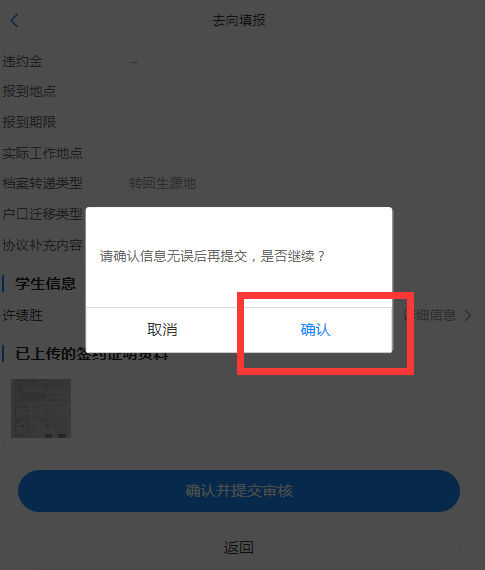 去向填报
违约金 --
报到地点
报到期限
实际工作地点
档案转递类型 转回生源地
户口迁移类型
请确认信息无误后再提交，是否继续？
协议补充内容
学生信息
许绩胜 详细信息
取消 确认
已上传的签约证明资料
确认并提交审核
返回